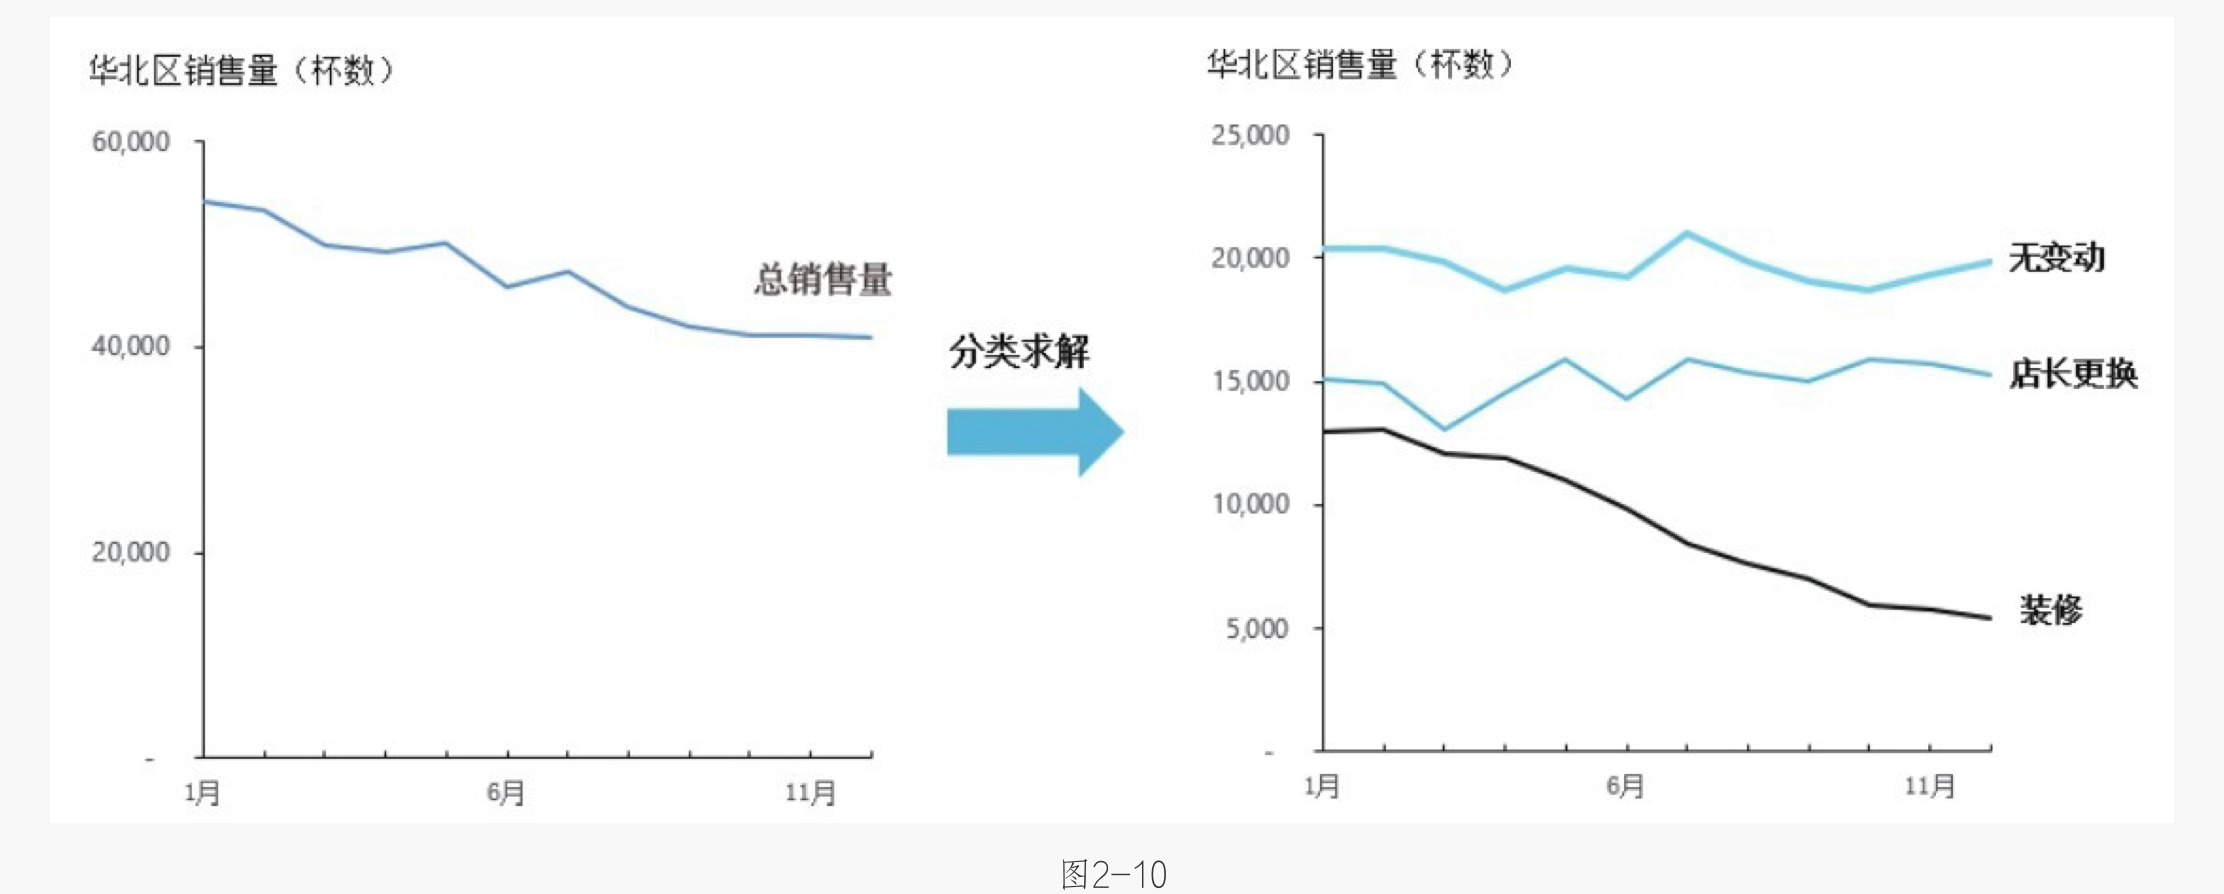 华北区销售量（杯数）
60,000
40,000
20,000
-
1月
6月
11月
总销售量
分类求解
华北区销售量（杯数）
25,000
20,000
15,000
10,000
5,000
-
1月
6月
11月
无变动
店长更换
装修
图2-10